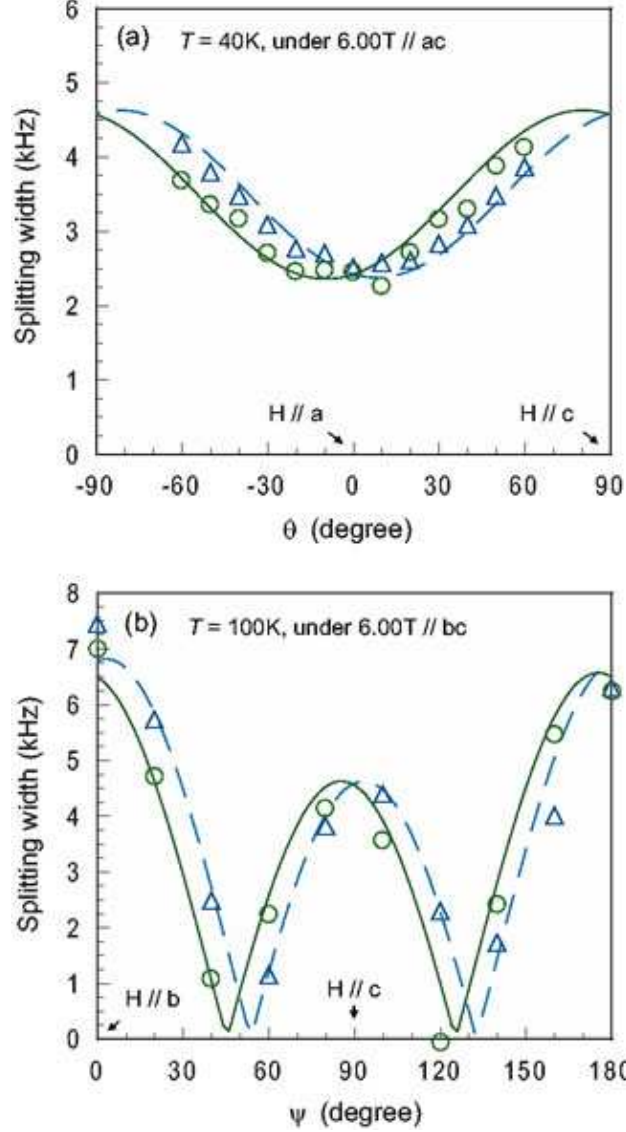 6
(a) T = 40K, under 6.00T // ac
5
4
3
2
1
0
Splitting width (kHz)
H // a
H // c
-90 -60 -30 0 30 60 90
θ (degree)
8
(b) T = 100K, under 6.00T // bc
7
6
5
4
3
2
1
0
Splitting width (kHz)
H // b
H // c
0 30 60 90 120 150 180
ψ (degree)